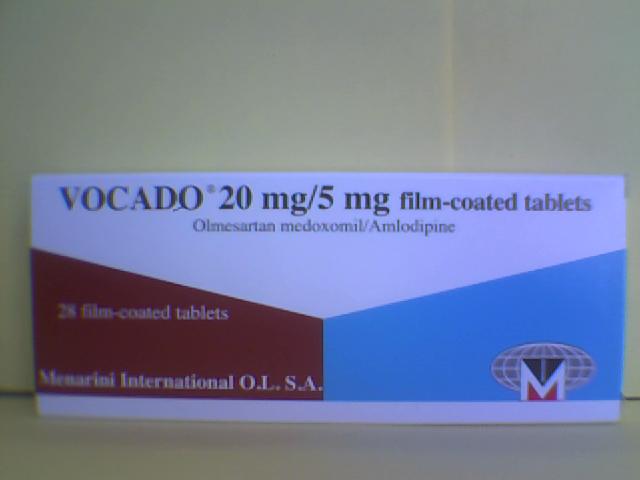 VOCADO® 20 mg/5 mg film-coated tablets
Olmesartan medoxomil/Amlodipine
28 film-coated tablets
Menarini International O.L. S.A.
M